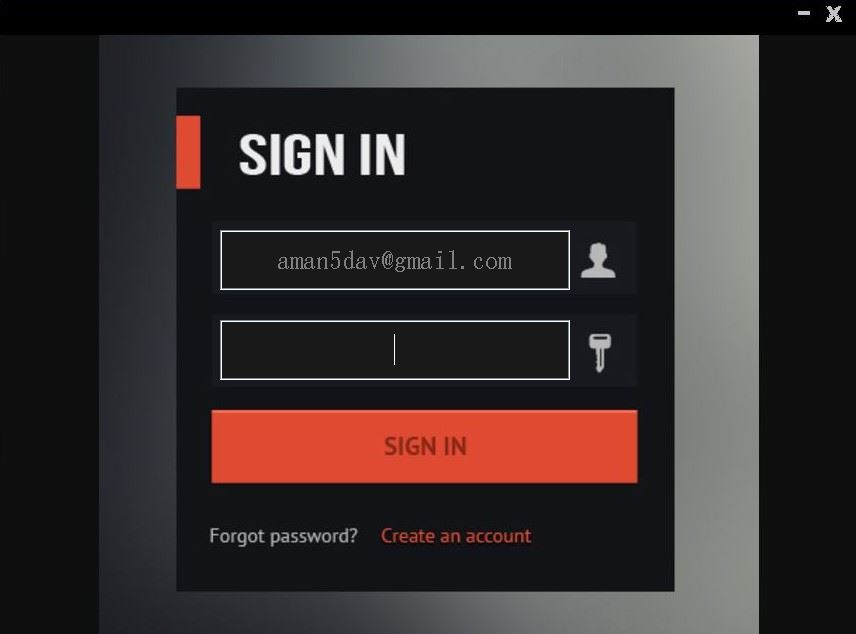 SIGN IN
aman5dav@gmail.com
SIGN IN
Forgot password? Create an account